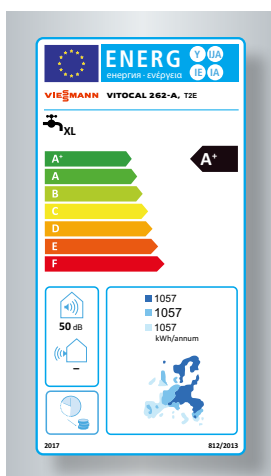 ENERG Y IJA
енергия · ενέργεια IE IA
VIESMANN VITOCAL 262-A, T2E
XL
A+ A+
A
B
C
D
E
F
50 dB
–
1057
1057
1057
kWh/annum
2017 812/2013